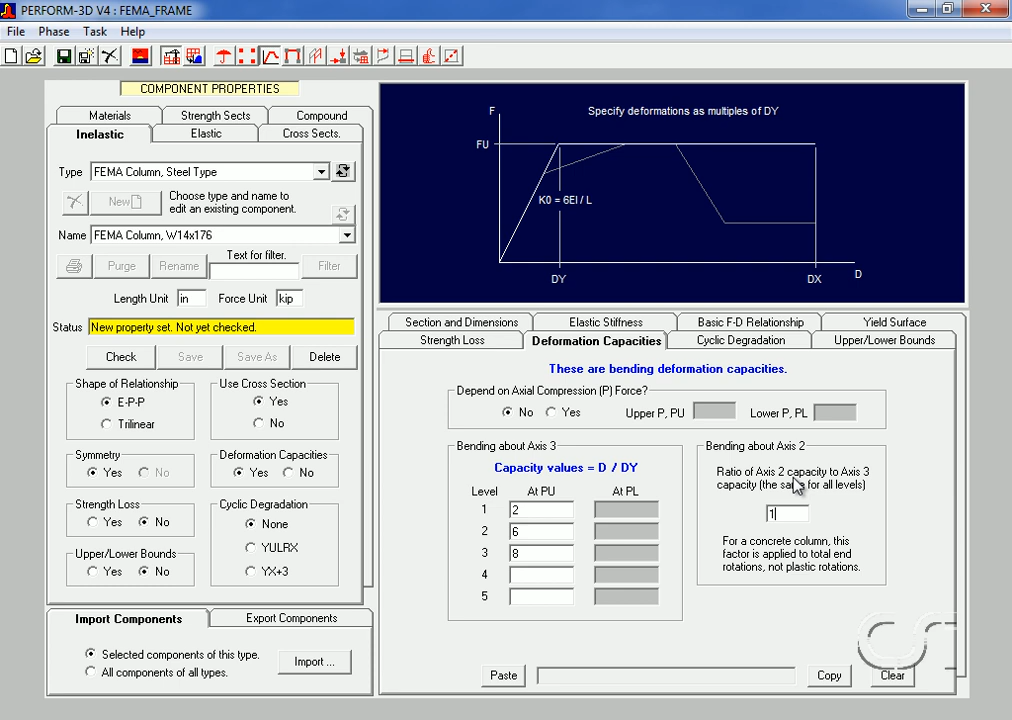 PERFORM-3D V4 : FEMA_FRAME
File Phase Task Help
COMPONENT PROPERTIES
Materials Strength Sects Compound
Inelastic Elastic Cross Sects.
Type FEMA Column, Steel Type
New Choose type and name to
edit an existing component.
Name FEMA Column, W14x176
Text for filter.
Purge Rename Filter
Length Unit in Force Unit kip
Status New property set. Not yet checked.
Check Save Save As Delete
Shape of Relationship
E-P-P
Trilinear
Use Cross Section
Yes
No
Symmetry
Yes No
Deformation Capacities
Yes No
Strength Loss
Yes No
Cyclic Degradation
None
YULRX
YX+3
Upper/Lower Bounds
Yes No
Import Components Export Components
Selected components of this type.
All components of all types.
Import ...
F
Specify deformations as multiples of DY
FU
K0 = 6EI / L
DY DX D
Section and Dimensions Elastic Stiffness Basic F-D Relationship Yield Surface
Strength Loss Deformation Capacities Cyclic Degradation Upper/Lower Bounds
These are bending deformation capacities.
Depend on Axial Compression (P) Force?
No Yes Upper P, PU Lower P, PL
Bending about Axis 3
Capacity values = D / DY
Level At PU At PL
1 2
2 6
3 8
4
5
Bending about Axis 2
Ratio of Axis 2 capacity to Axis 3
capacity (the same for all levels)
1
For a concrete column, this
factor is applied to total end
rotations, not plastic rotations.
Paste Copy Clear